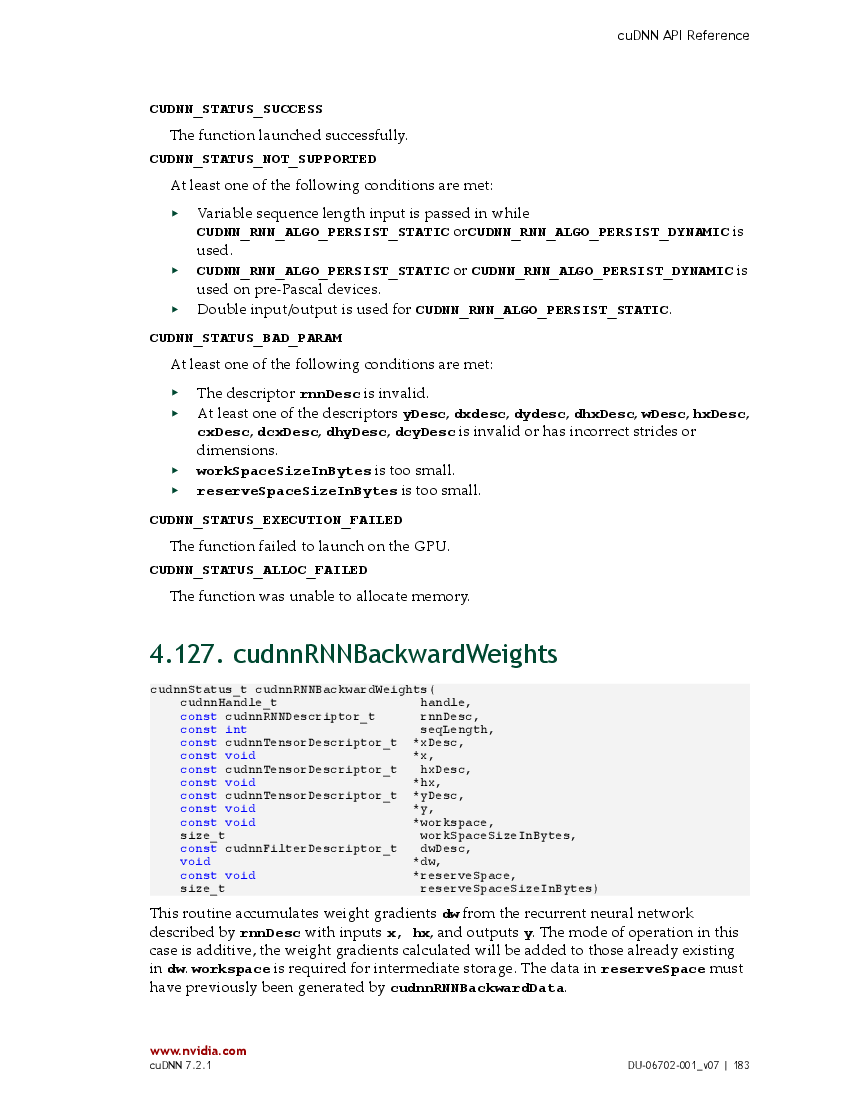 cuDNN API Reference
CUDNN_STATUS_SUCCESS
The function launched successfully.
CUDNN_STATUS_NOT_SUPPORTED
At least one of the following conditions are met:
▸ Variable sequence length input is passed in while
CUDNN_RNN_ALGO_PERSIST_STATIC orCUDNN_RNN_ALGO_PERSIST_DYNAMIC is
used.
▸ CUDNN_RNN_ALGO_PERSIST_STATIC or CUDNN_RNN_ALGO_PERSIST_DYNAMIC is
used on pre-Pascal devices.
▸ Double input/output is used for CUDNN_RNN_ALGO_PERSIST_STATIC.
CUDNN_STATUS_BAD_PARAM
At least one of the following conditions are met:
▸ The descriptor rnnDesc is invalid.
▸ At least one of the descriptors yDesc, dxdesc, dydesc, dhxDesc, wDesc, hxDesc,
cxDesc, dcxDesc, dhyDesc, dcyDesc is invalid or has incorrect strides or
dimensions.
▸ workSpaceSizeInBytes is too small.
▸ reserveSpaceSizeInBytes is too small.
CUDNN_STATUS_EXECUTION_FAILED
The function failed to launch on the GPU.
CUDNN_STATUS_ALLOC_FAILED
The function was unable to allocate memory.
4.127. cudnnRNNBackwardWeights
cudnnStatus_t cudnnRNNBackwardWeights(
cudnnHandle_t handle,
const cudnnRNNDescriptor_t rnnDesc,
const int seqLength,
const cudnnTensorDescriptor_t *xDesc,
const void *x,
const cudnnTensorDescriptor_t hxDesc,
const void *hx,
const cudnnTensorDescriptor_t *yDesc,
const void *y,
const void *workspace,
size_t workSpaceSizeInBytes,
const cudnnFilterDescriptor_t dwDesc,
void *dw,
const void *reserveSpace,
size_t reserveSpaceSizeInBytes)
This routine accumulates weight gradients dw from the recurrent neural network
described by rnnDesc with inputs x, hx, and outputs y. The mode of operation in this
case is additive, the weight gradients calculated will be added to those already existing
in dw. workspace is required for intermediate storage. The data in reserveSpace must
have previously been generated by cudnnRNNBackwardData.
www.nvidia.com
cuDNN 7.2.1 DU-06702-001_v07 | 183